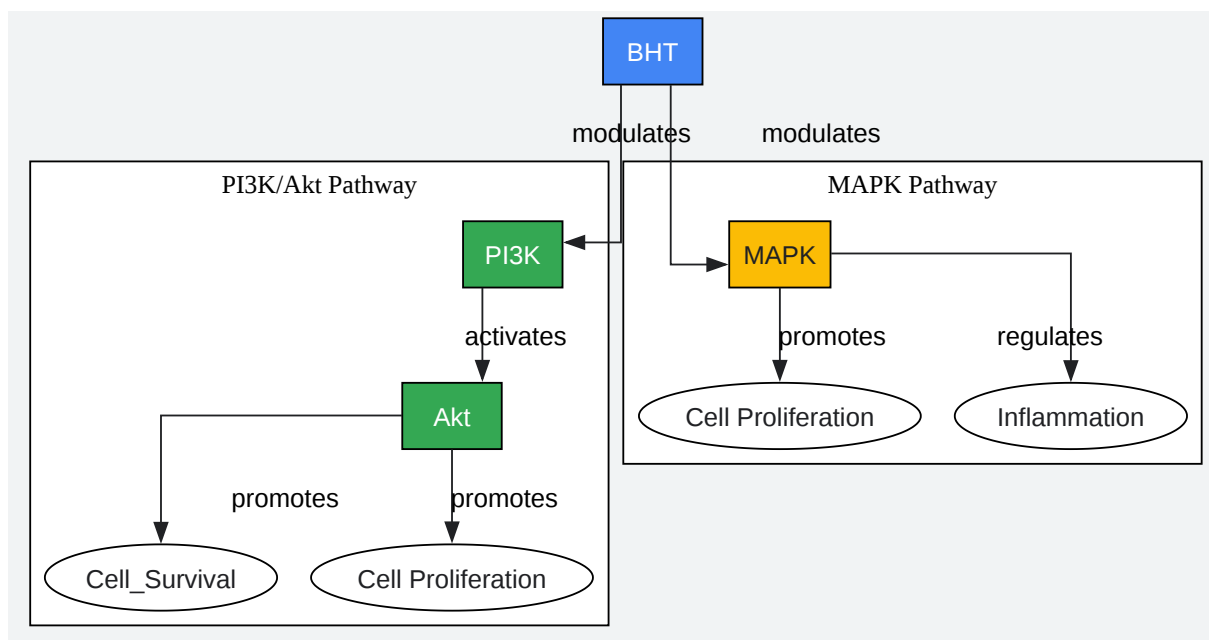 BHT
modulates
modulates
PI3K/Akt Pathway
MAPK Pathway
PI3K
MAPK
activates
promotes
regulates
Akt
Cell Proliferation
Inflammation
promotes
promotes
Cell_Survival
Cell Proliferation